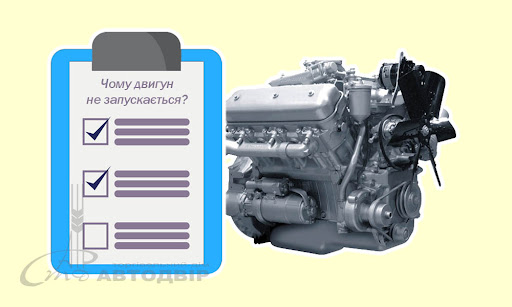 Чому двигун
не запускається?
АВТОДВІР